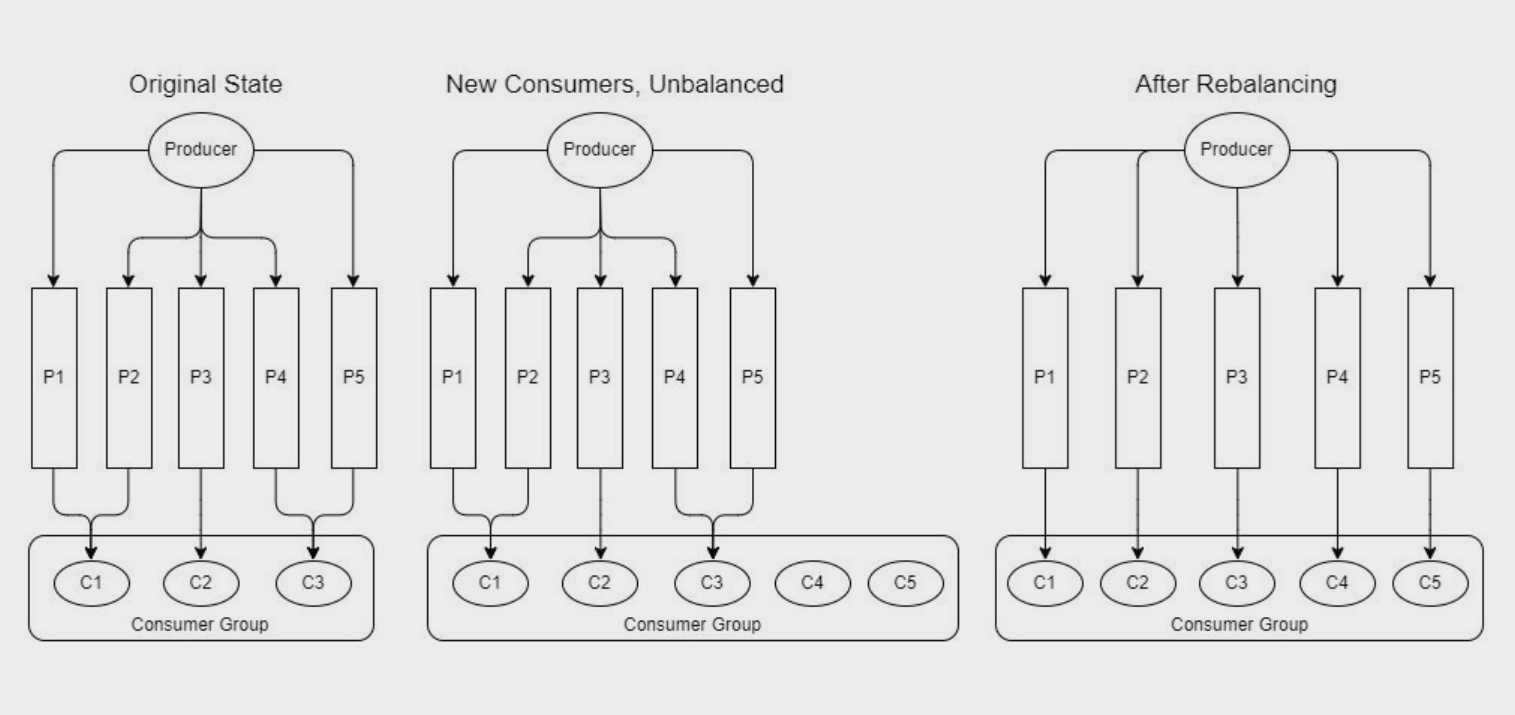 Original State
Producer
P1
P2
P3
P4
P5
C1
C2
C3
Consumer Group
New Consumers, Unbalanced
Producer
P1
P2
P3
P4
P5
C1
C2
C3
C4
C5
Consumer Group
After Rebalancing
Producer
P1
P2
P3
P4
P5
C1
C2
C3
C4
C5
Consumer Group